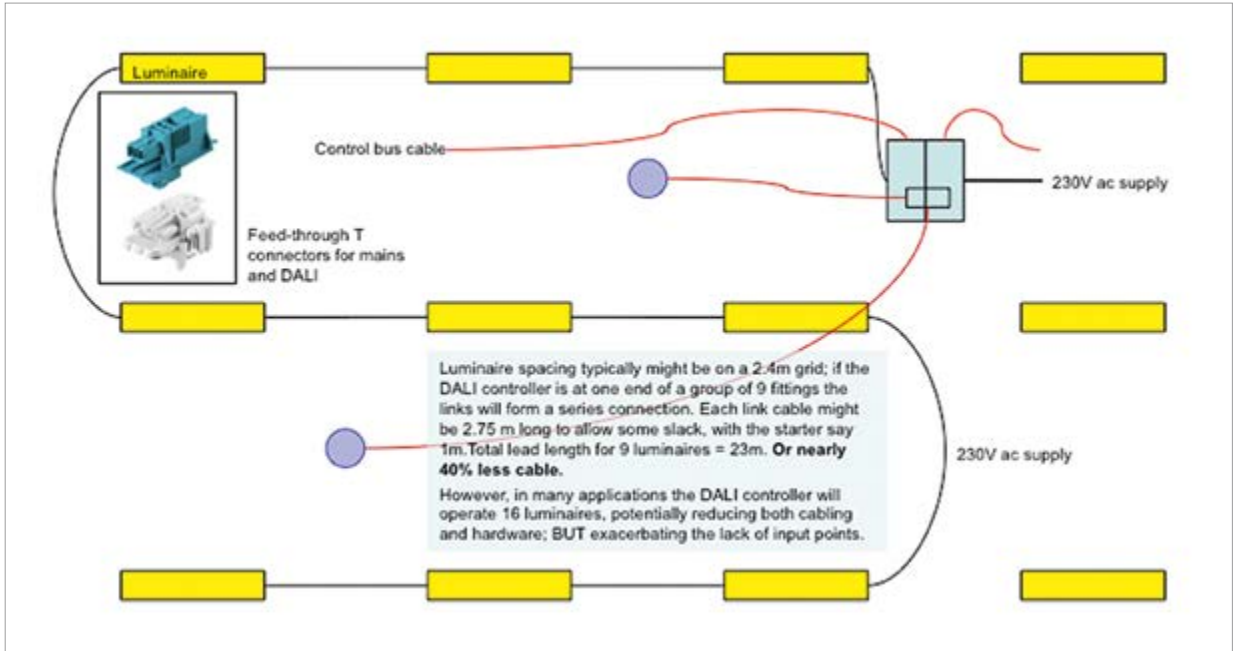 Luminaire
Control bus cable
230V ac supply
Feed-through T
connectors for mains
and DALI
Luminaire spacing typically might be on a 2.4m grid; if the
DALI controller is at one end of a group of 9 fittings the
links will form a series connection. Each link cable might
be 2.75 m long to allow some slack, with the starter say
1m.Total lead length for 9 luminaires = 23m. Or nearly
40% less cable.
230V ac supply
However, in many applications the DALI controller will
operate 16 luminaires, potentially reducing both cabling
and hardware; BUT exacerbating the lack of input points.